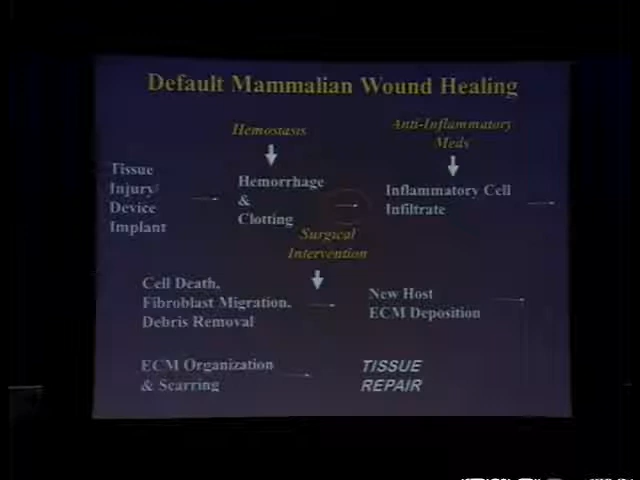 Default Mammalian Wound Healing
Hemostasis
Anti-Inflammatory
Meds
Tissue
Injury/
Device
Implant
Hemorrhage
&
Clotting
Inflammatory Cell
Infiltrate
Surgical
Intervention
Cell Death,
Fibroblast Migration,
Debris Removal
New Host
ECM Deposition
ECM Organization
& Scarring
TISSUE
REPAIR